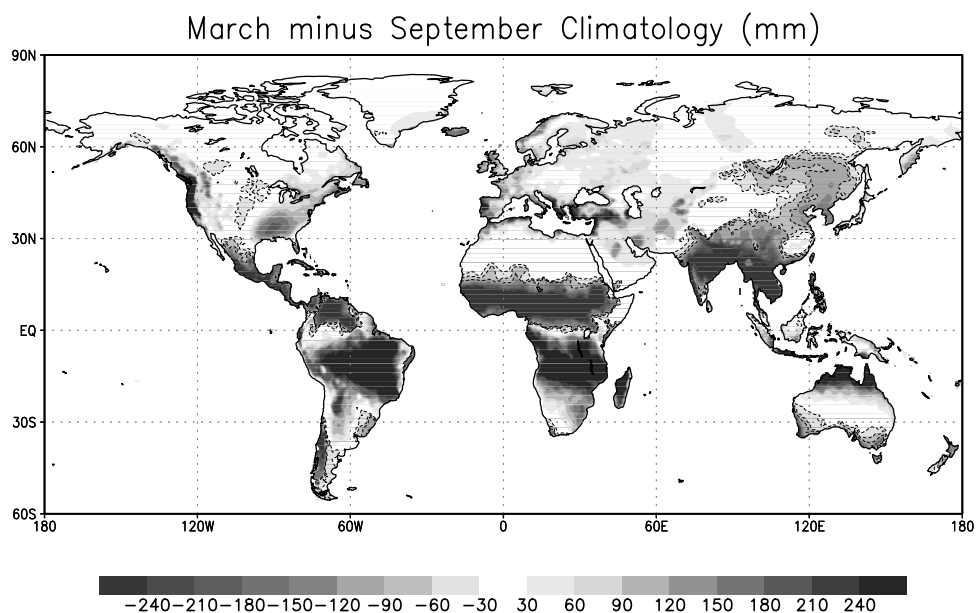 March minus September Climatology (mm)
90N
60N
30N
EQ
30S
60S
180 120W 60W 0 60E 120E 180
−240 −210 −180 −150 −120 −90 −60 −30 30 60 90 120 150 180 210 240